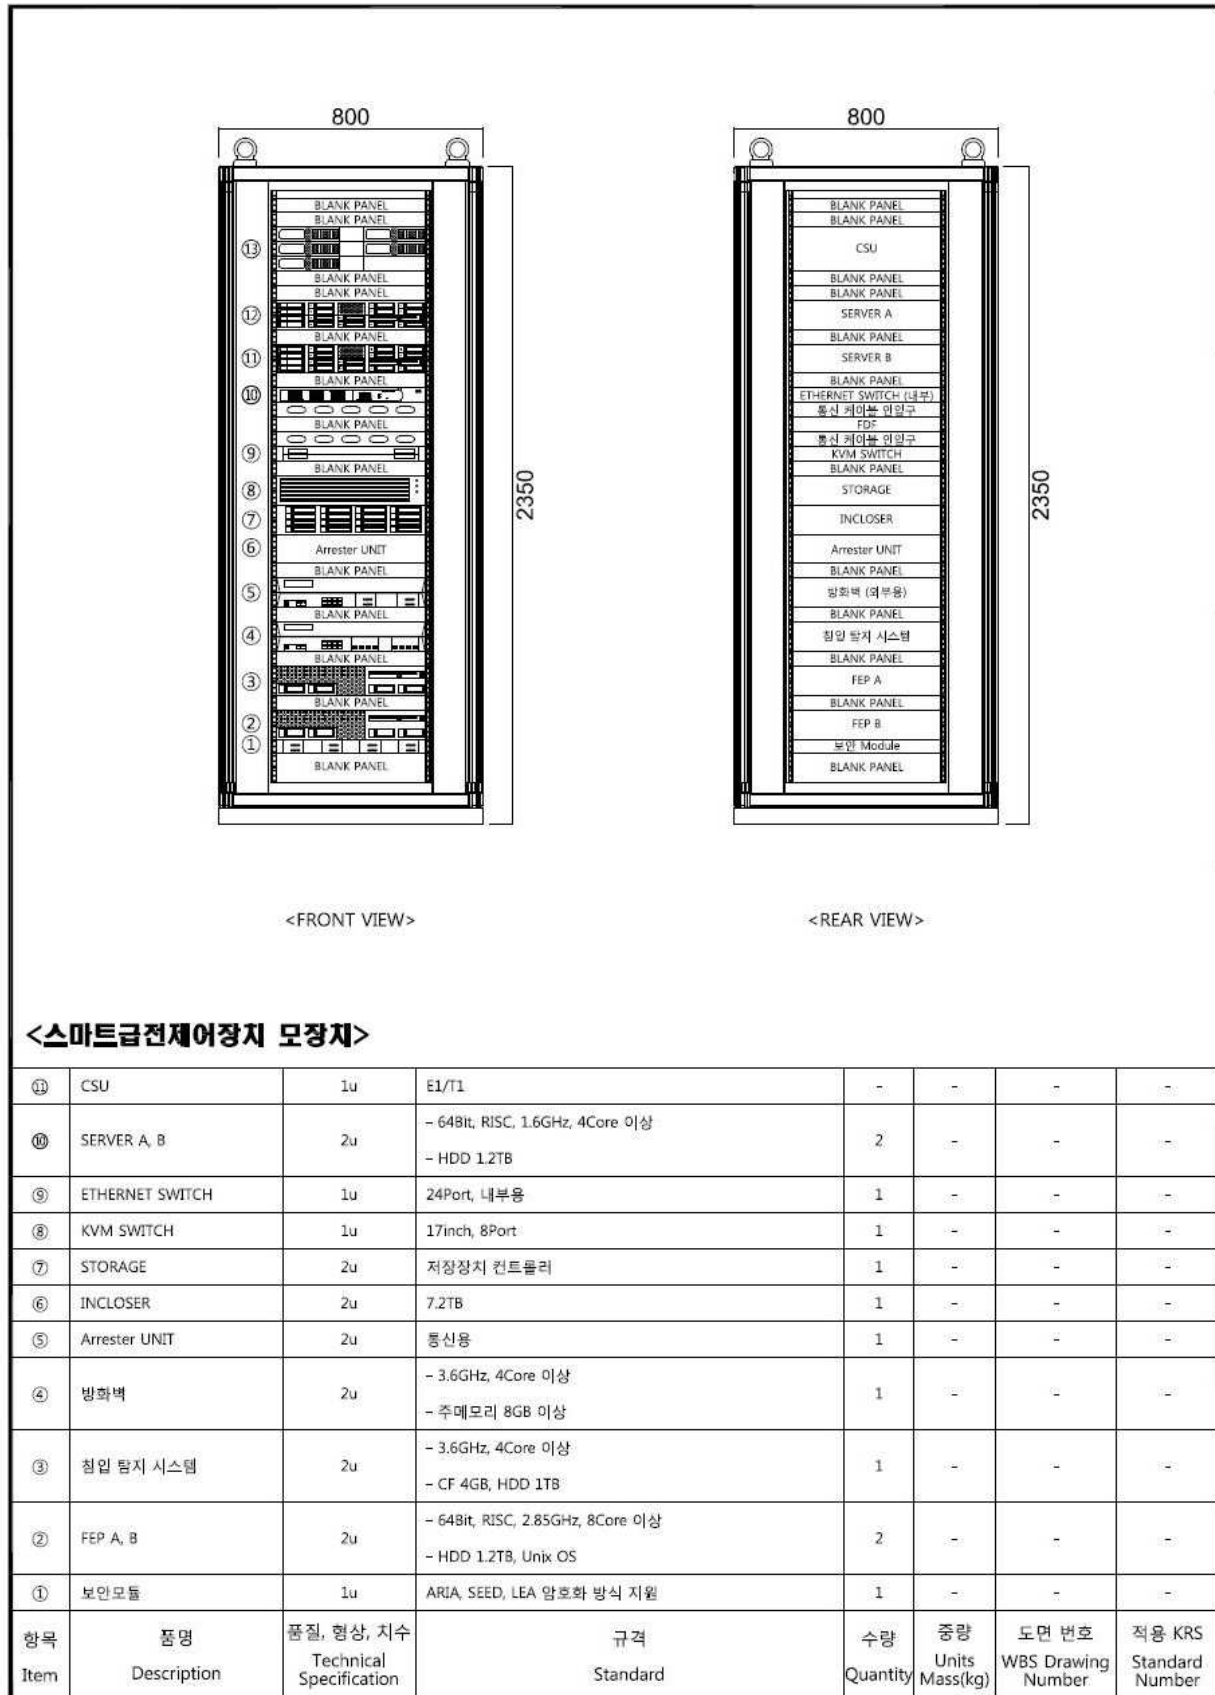 800
800
BLANK PANEL
BLANK PANEL
⑬
BLANK PANEL
BLANK PANEL
⑫
BLANK PANEL
⑪
BLANK PANEL
⑩
BLANK PANEL
⑨
BLANK PANEL
⑧
⑦
⑥ Arrester UNIT
BLANK PANEL
⑤
BLANK PANEL
④
BLANK PANEL
③
BLANK PANEL
②
①
BLANK PANEL
2350
BLANK PANEL
BLANK PANEL
CSU
BLANK PANEL
BLANK PANEL
SERVER A
BLANK PANEL
SERVER B
BLANK PANEL
ETHERNET SWITCH (내부)
통신 케이블 인입구
FDF
통신 케이블 인입구
KVM SWITCH
BLANK PANEL
STORAGE
INCLOSER
Arrester UNIT
BLANK PANEL
방화벽 (외부용)
BLANK PANEL
침입 탐지 시스템
BLANK PANEL
FEP A
BLANK PANEL
FEP B
보안 Module
BLANK PANEL
2350
<FRONT VIEW>
<REAR VIEW>
<스마트급전제어장치 모장치>
⑪ CSU 1u E1/T1 - - - -
⑩ SERVER A, B 2u - 64Bit, RISC, 1.6GHz, 4Core 이상 2 - - -
- HDD 1.2TB
⑨ ETHERNET SWITCH 1u 24Port, 내부용 1 - - -
⑧ KVM SWITCH 1u 17inch, 8Port 1 - - -
⑦ STORAGE 2u 저장장치 컨트롤러 1 - - -
⑥ INCLOSER 2u 7.2TB 1 - - -
⑤ Arrester UNIT 2u 통신용 1 - - -
④ 방화벽 2u - 3.6GHz, 4Core 이상 1 - - -
- 주메모리 8GB 이상
③ 침입 탐지 시스템 2u - 3.6GHz, 4Core 이상 1 - - -
- CF 4GB, HDD 1TB
② FEP A, B 2u - 64Bit, RISC, 2.85GHz, 8Core 이상 2 - - -
- HDD 1.2TB, Unix OS
① 보안모듈 1u ARIA, SEED, LEA 암호화 방식 지원 1 - - -
항목 품명 품질, 형상, 치수 규격 수량 중량 도면 번호 적용 KRS
Item Description Technical Specification Standard Quantity Units Mass(kg) WBS Drawing Number Standard Number